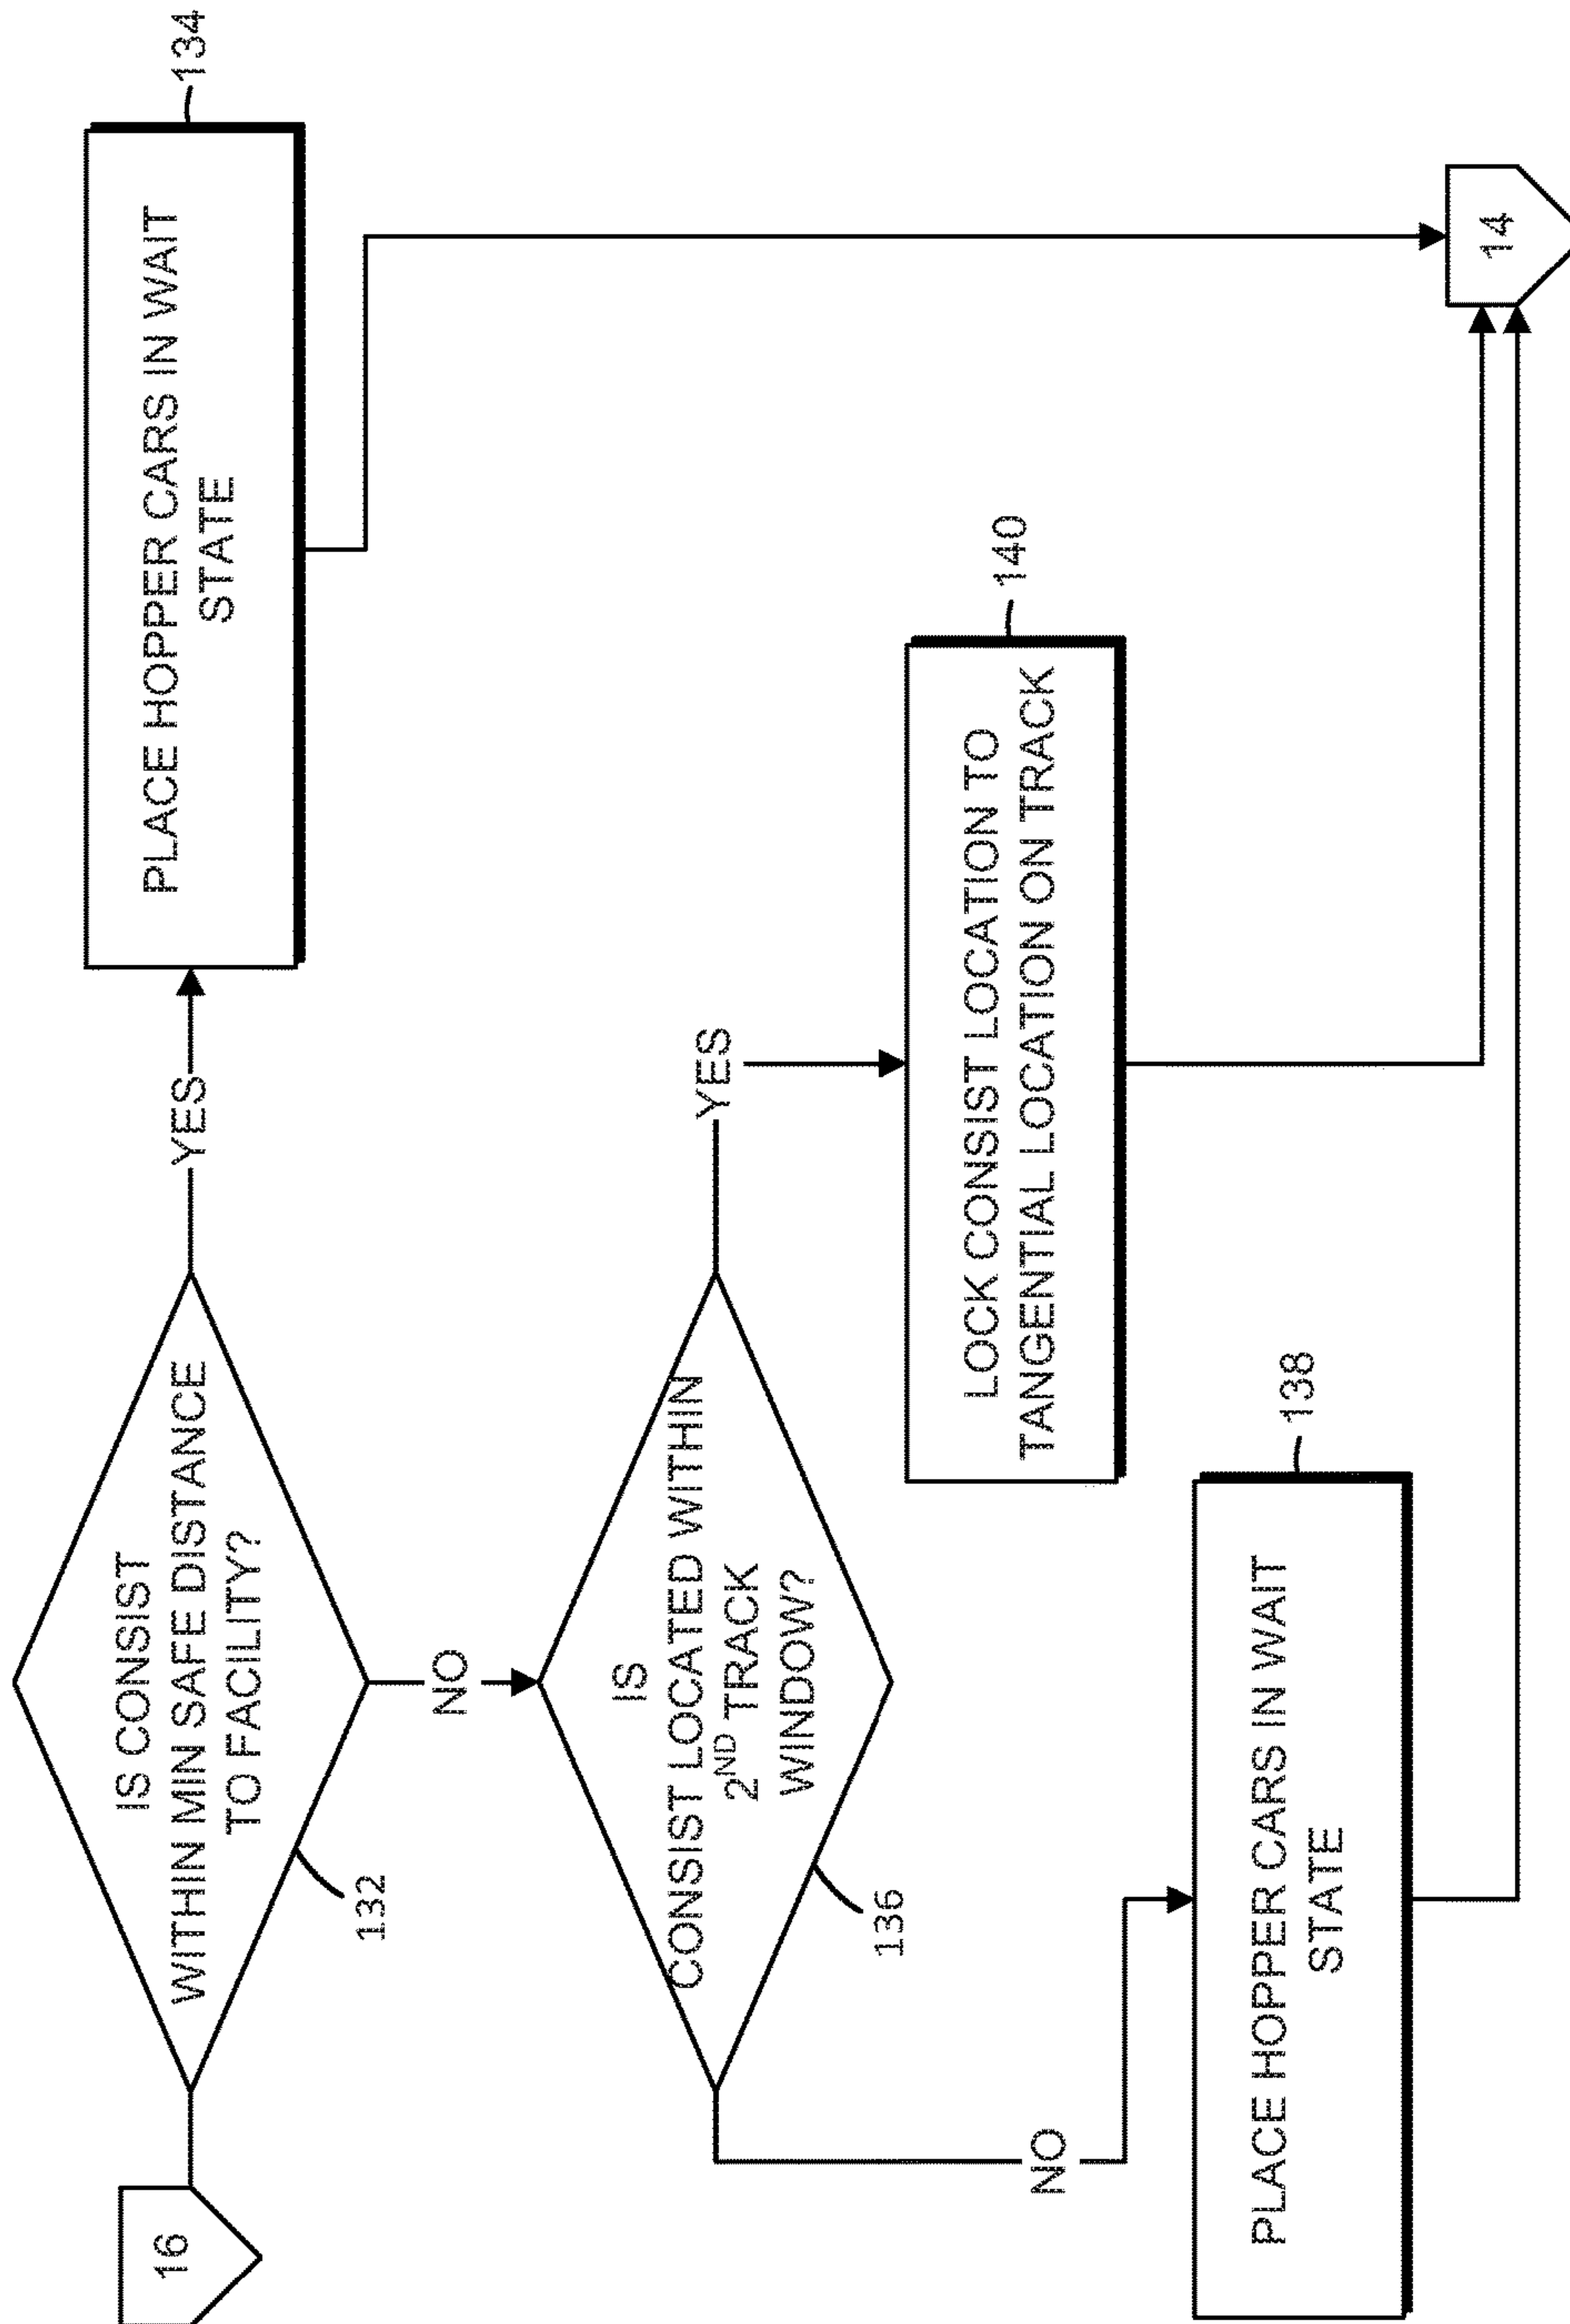 16
IS CONSIST
WITHIN MIN SAFE DISTANCE
TO FACILITY?
132
YES
PLACE HOPPER CARS IN WAIT
STATE
134
NO
IS
CONSIST LOCATED WITHIN
2ND TRACK
WINDOW?
136
YES
LOCK CONSIST LOCATION TO
TANGENTIAL LOCATION ON TRACK
140
NO
PLACE HOPPER CARS IN WAIT
STATE
138
14